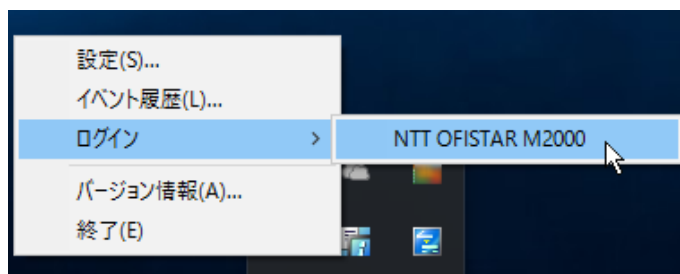 設定(S)...
イベント履歴(L)...
ログイン
NTT OFISTAR M2000
バージョン情報(A)...
終了(E)